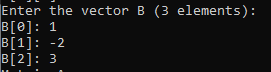 Enter the vector B (3 elements):
B[0]: 1
B[1]: -2
B[2]: 3